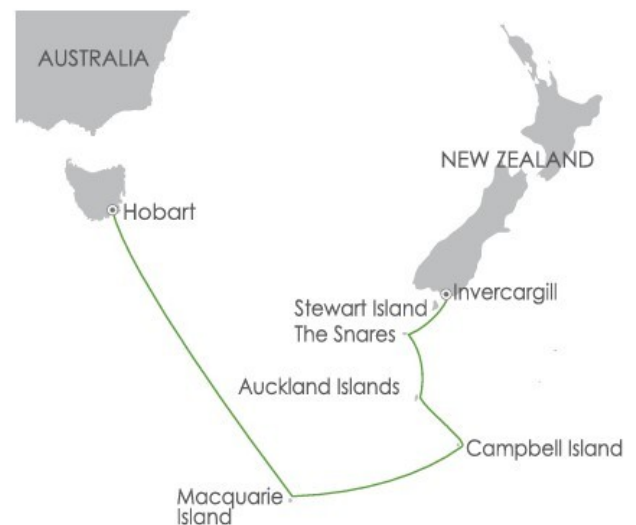 AUSTRALIA
NEW ZEALAND
Hobart
Invercargill
Stewart Island
The Snares
Auckland Islands
Campbell Island
Macquarie
Island